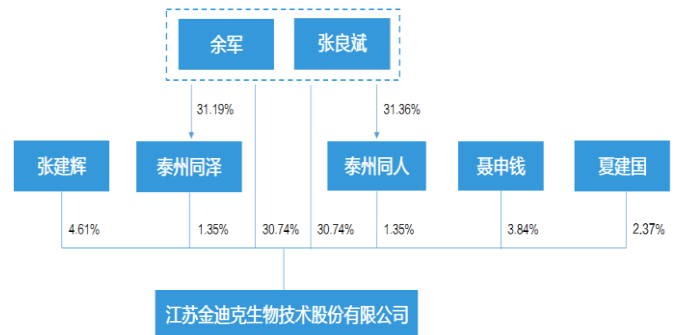 余军
张良斌
31.19%
31.36%
张建辉
泰州同泽
泰州同人
聂申钱
夏建国
4.61%
1.35%
30.74%
30.74%
1.35%
3.84%
2.37%
江苏金迪克生物技术股份有限公司